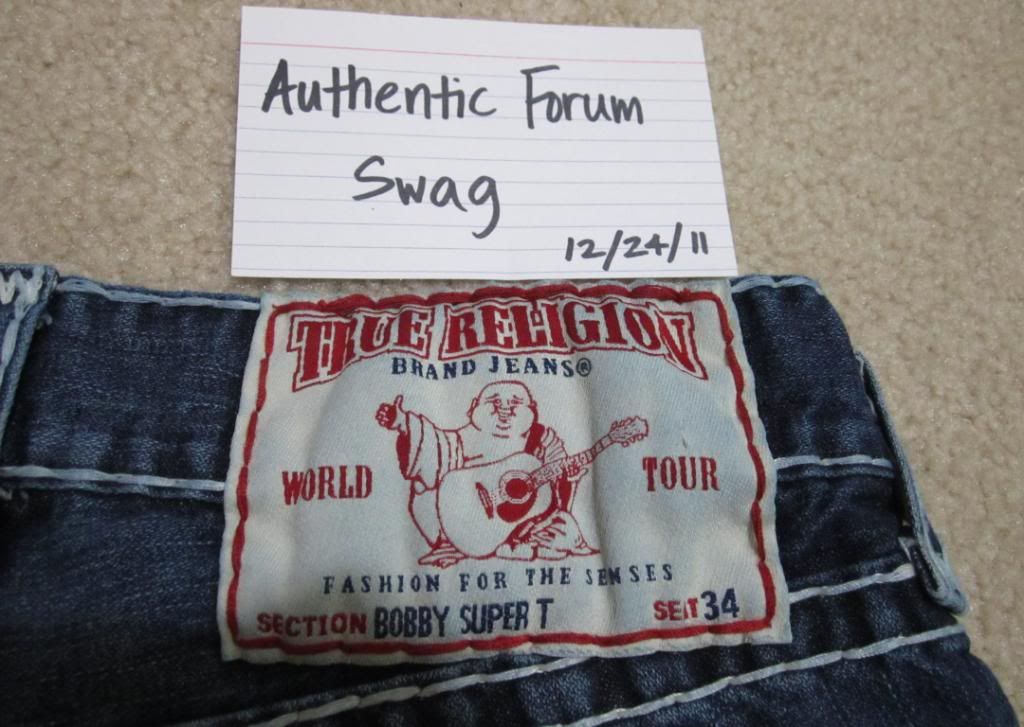 Authentic Forum
Swag
12/24/11
TRUE RELIGION
BRAND JEANS®
WORLD TOUR
FASHION FOR THE SENSES
SECTION BOBBY SUPER T SEAT 34